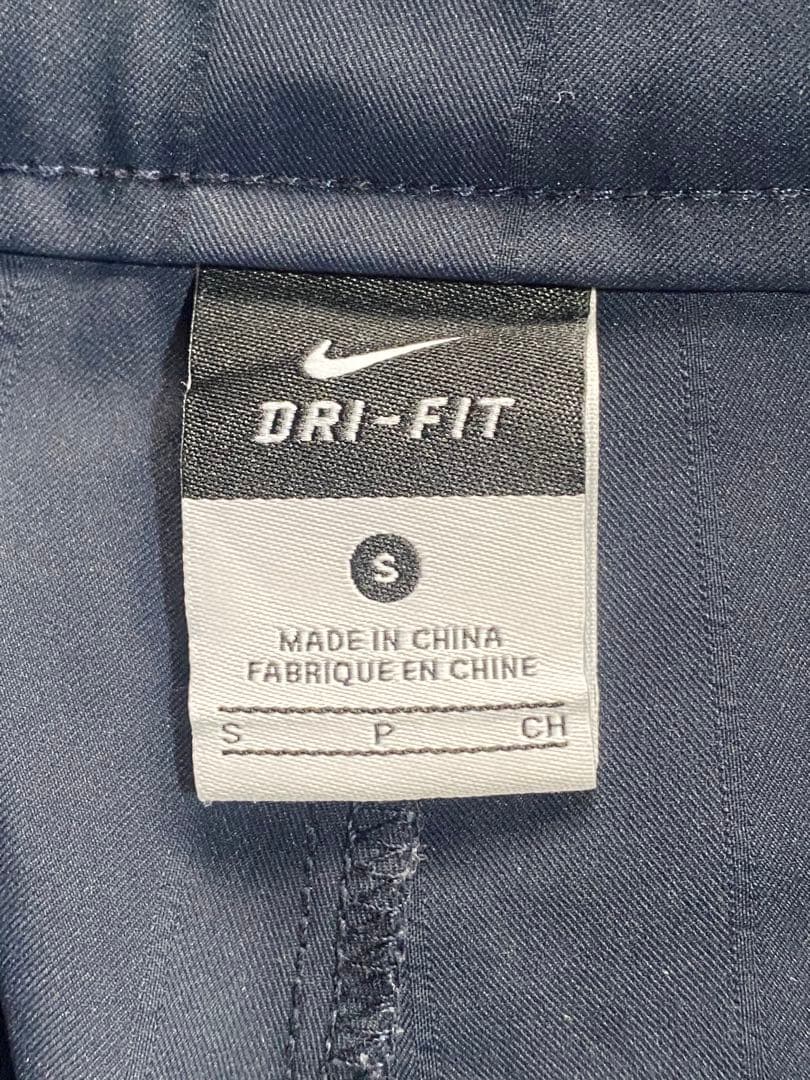 DRI-FIT
S
MADE IN CHINA
FABRIQUE EN CHINE
S P CH